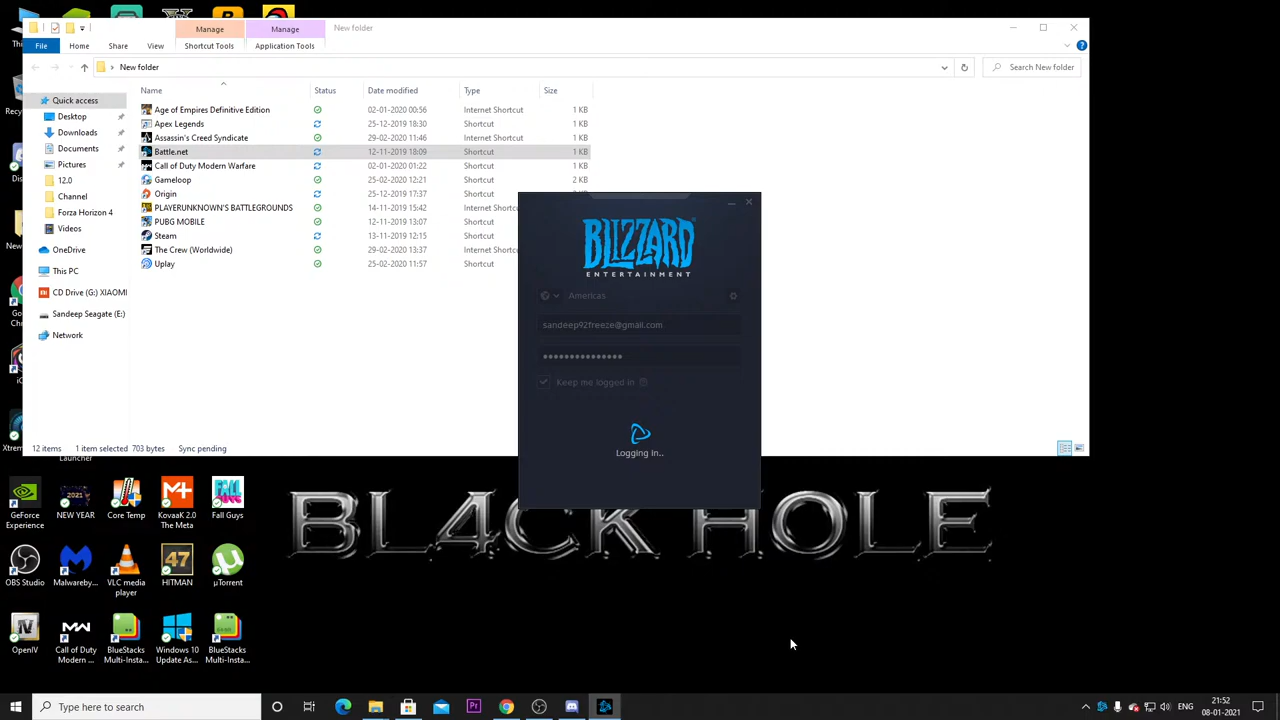 Manage
Manage
New folder
File
Home
Share
View
Shortcut Tools
Application Tools
New folder
Search New folder
Name
Status
Date modified
Type
Size
Quick access
Desktop
Downloads
Documents
Pictures
12.0
Channel
Forza Horizon 4
Videos
OneDrive
This PC
CD Drive (G:) XIAOMI
Sandeep Seagate (E:)
Network
Age of Empires Definitive Edition 02-01-2020 00:56 Internet Shortcut 1 KB
Apex Legends 25-12-2019 18:30 Shortcut 1 KB
Assassin's Creed Syndicate 29-02-2020 11:46 Internet Shortcut 1 KB
Battle.net 12-11-2019 18:09 Shortcut 1 KB
Call of Duty Modern Warfare 02-01-2020 01:22 Shortcut 1 KB
Gameloop 25-02-2020 12:21 Shortcut 2 KB
Origin 25-12-2019 17:37 Shortcut
PLAYERUNKNOWN'S BATTLEGROUNDS 14-11-2019 15:42 Internet Shortc
PUBG MOBILE 12-11-2019 13:07 Shortcut
Steam 13-11-2019 12:15 Shortcut
The Crew (Worldwide) 29-02-2020 13:37 Internet Shortc
Uplay 25-02-2020 11:57 Shortcut
12 items
1 item selected 703 bytes
Sync pending
BLIZZARD
ENTERTAINMENT
Americas
sandeep92freeze@gmail.com
Keep me logged in
Logging in..
BL4CK HOLE
Launcher
GeForce
Experience
NEW YEAR
Core Temp
KovaaK 2.0
The Meta
Fall Guys
OBS Studio
Malwareby...
VLC media
player
HITMAN
µTorrent
OpenIV
Call of Duty
Modern ...
BlueStacks
Multi-Insta...
Windows 10
Update As...
BlueStacks
Multi-Insta...
Type here to search
ENG
21:52
08-01-2021